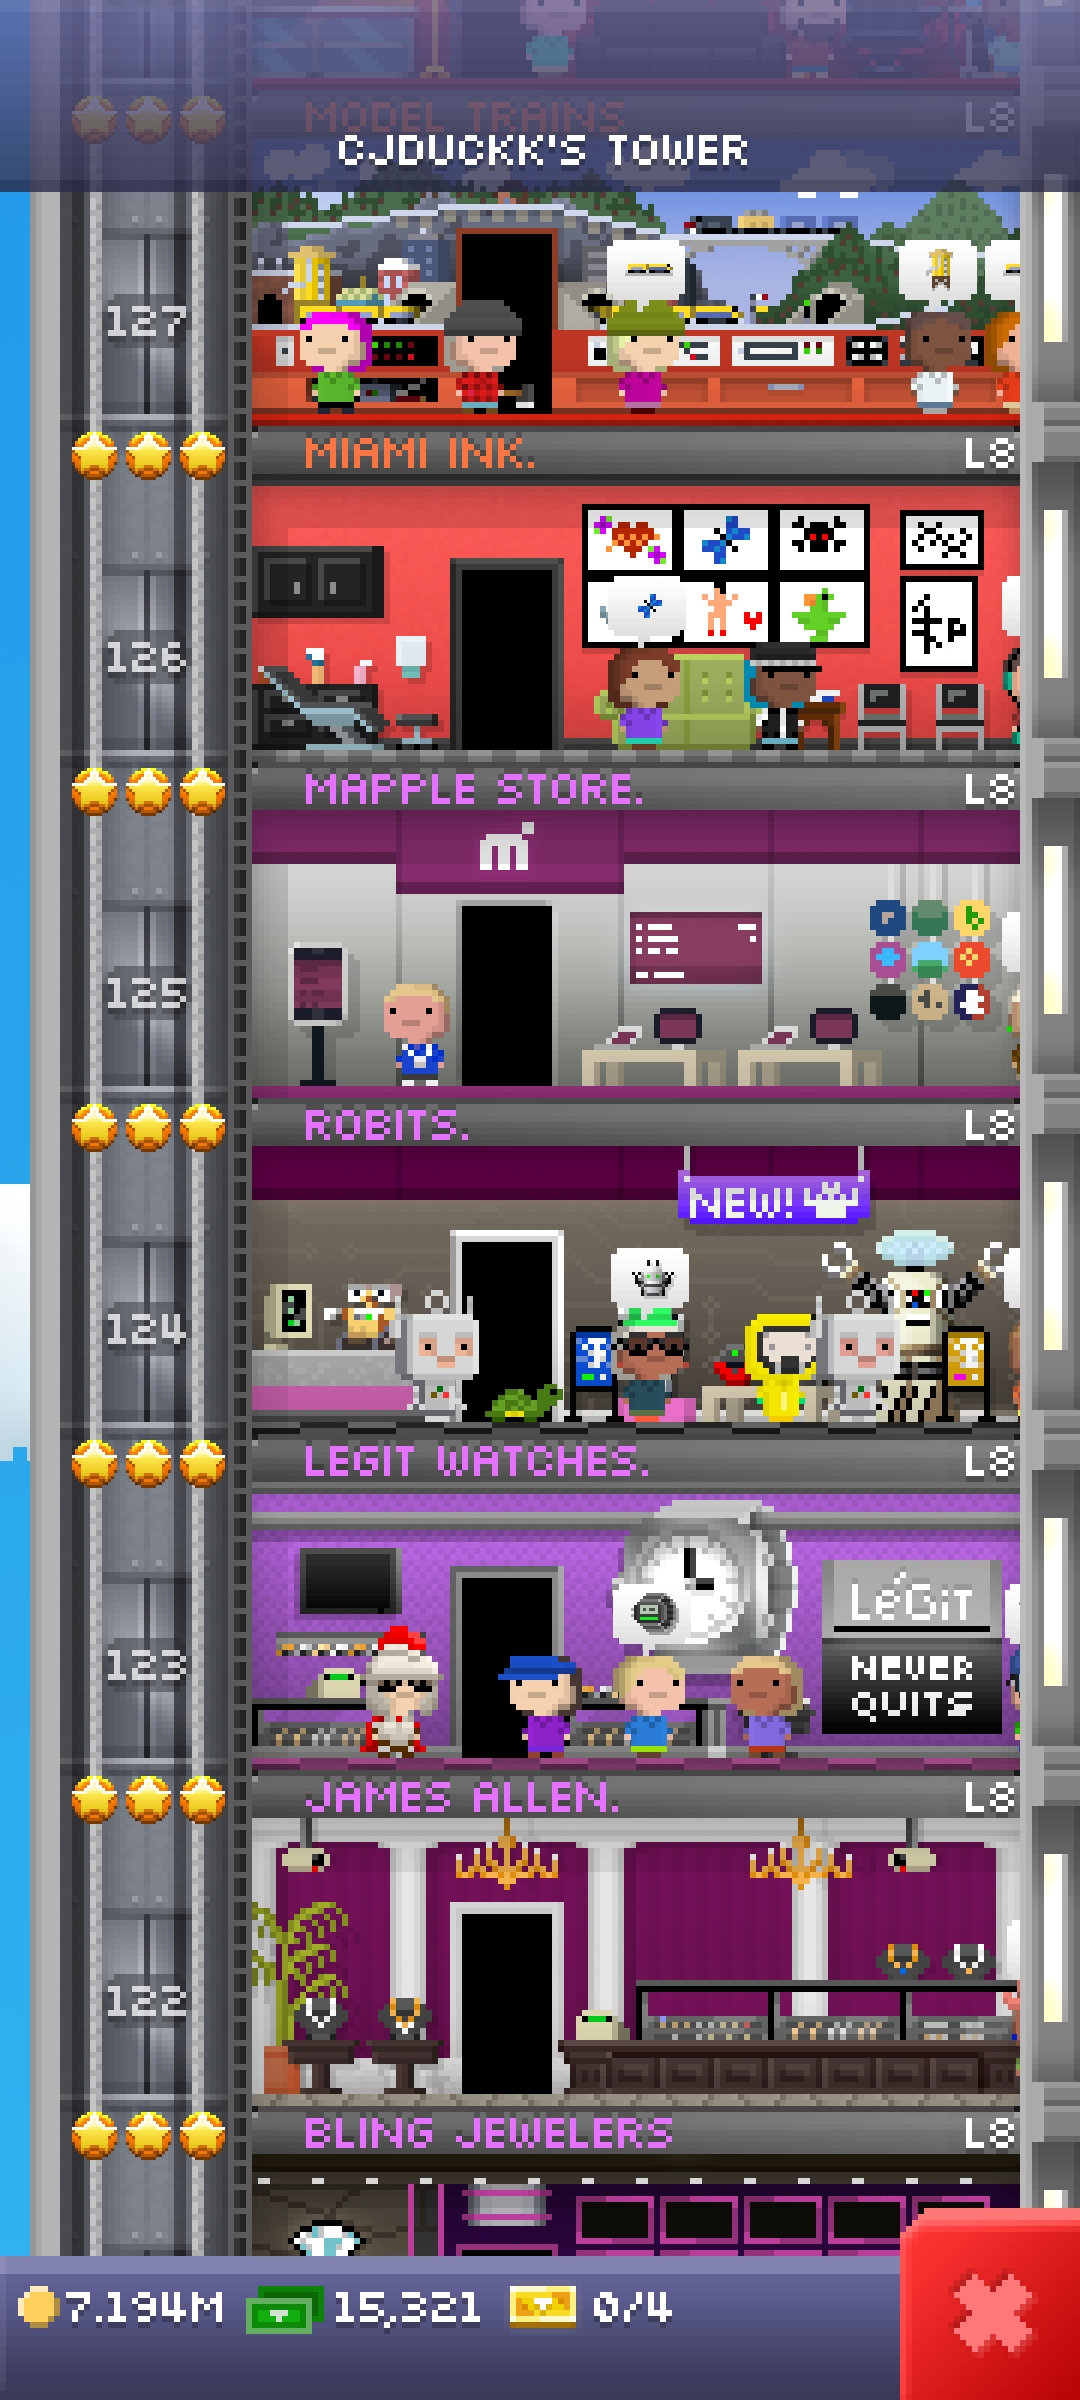 MODEL TRAINS L8
CJDUCKK'S TOWER
127
MIAMI INK. L8
126
MAPPLE STORE. L8
m
125
ROBITS. L8
NEW!
124
LEGIT WATCHES. L8
LéGiT
NEVER
QUITS
123
JAMES ALLEN. L8
122
BLING JEWELERS L8
7.194M 15,321 0/4